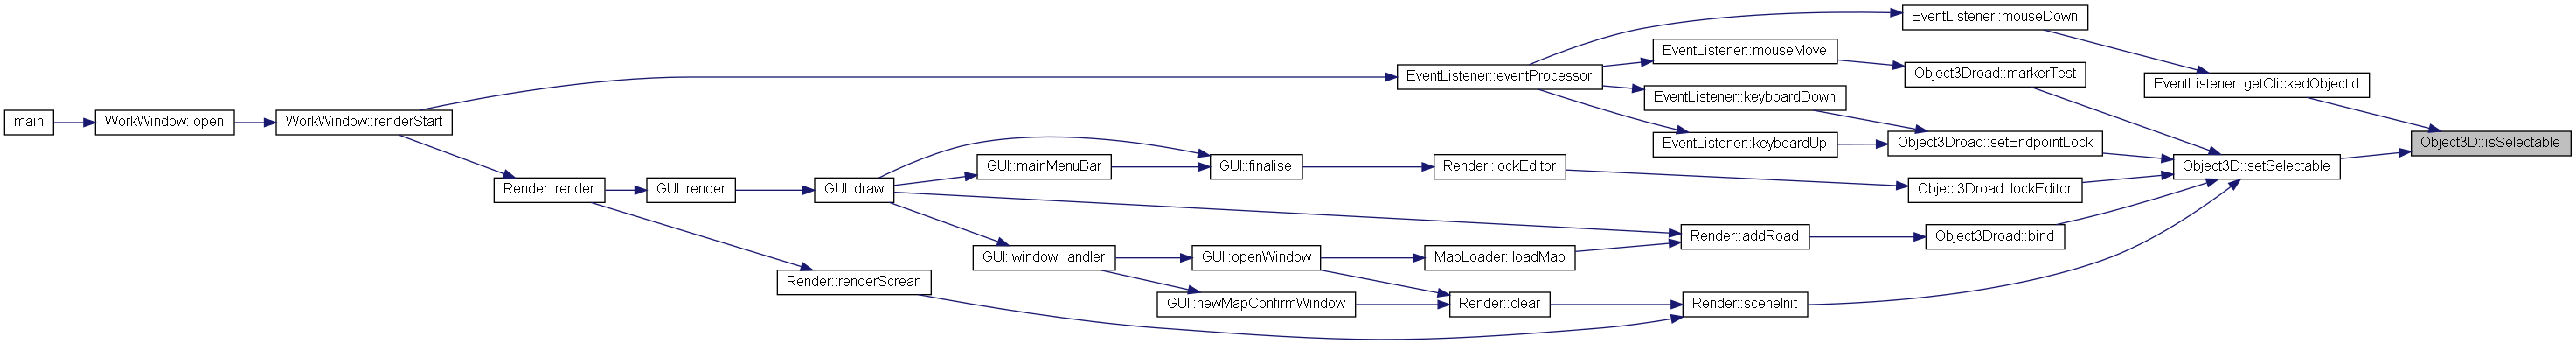 EventListener::mouseDown
EventListener::mouseMove
Object3Droad::markerTest
EventListener::eventProcessor
EventListener::getClickedObjectId
EventListener::keyboardDown
main
WorkWindow::open
WorkWindow::renderStart
EventListener::keyboardUp
Object3Droad::setEndpointLock
Object3D::isSelectable
GUI::mainMenuBar
GUI::finalise
Render::lockEditor
Object3D::setSelectable
Render::render
GUI::render
GUI::draw
Object3Droad::lockEditor
Render::addRoad
Object3Droad::bind
GUI::windowHandler
GUI::openWindow
MapLoader::loadMap
Render::renderScrean
GUI::newMapConfirmWindow
Render::clear
Render::sceneInit